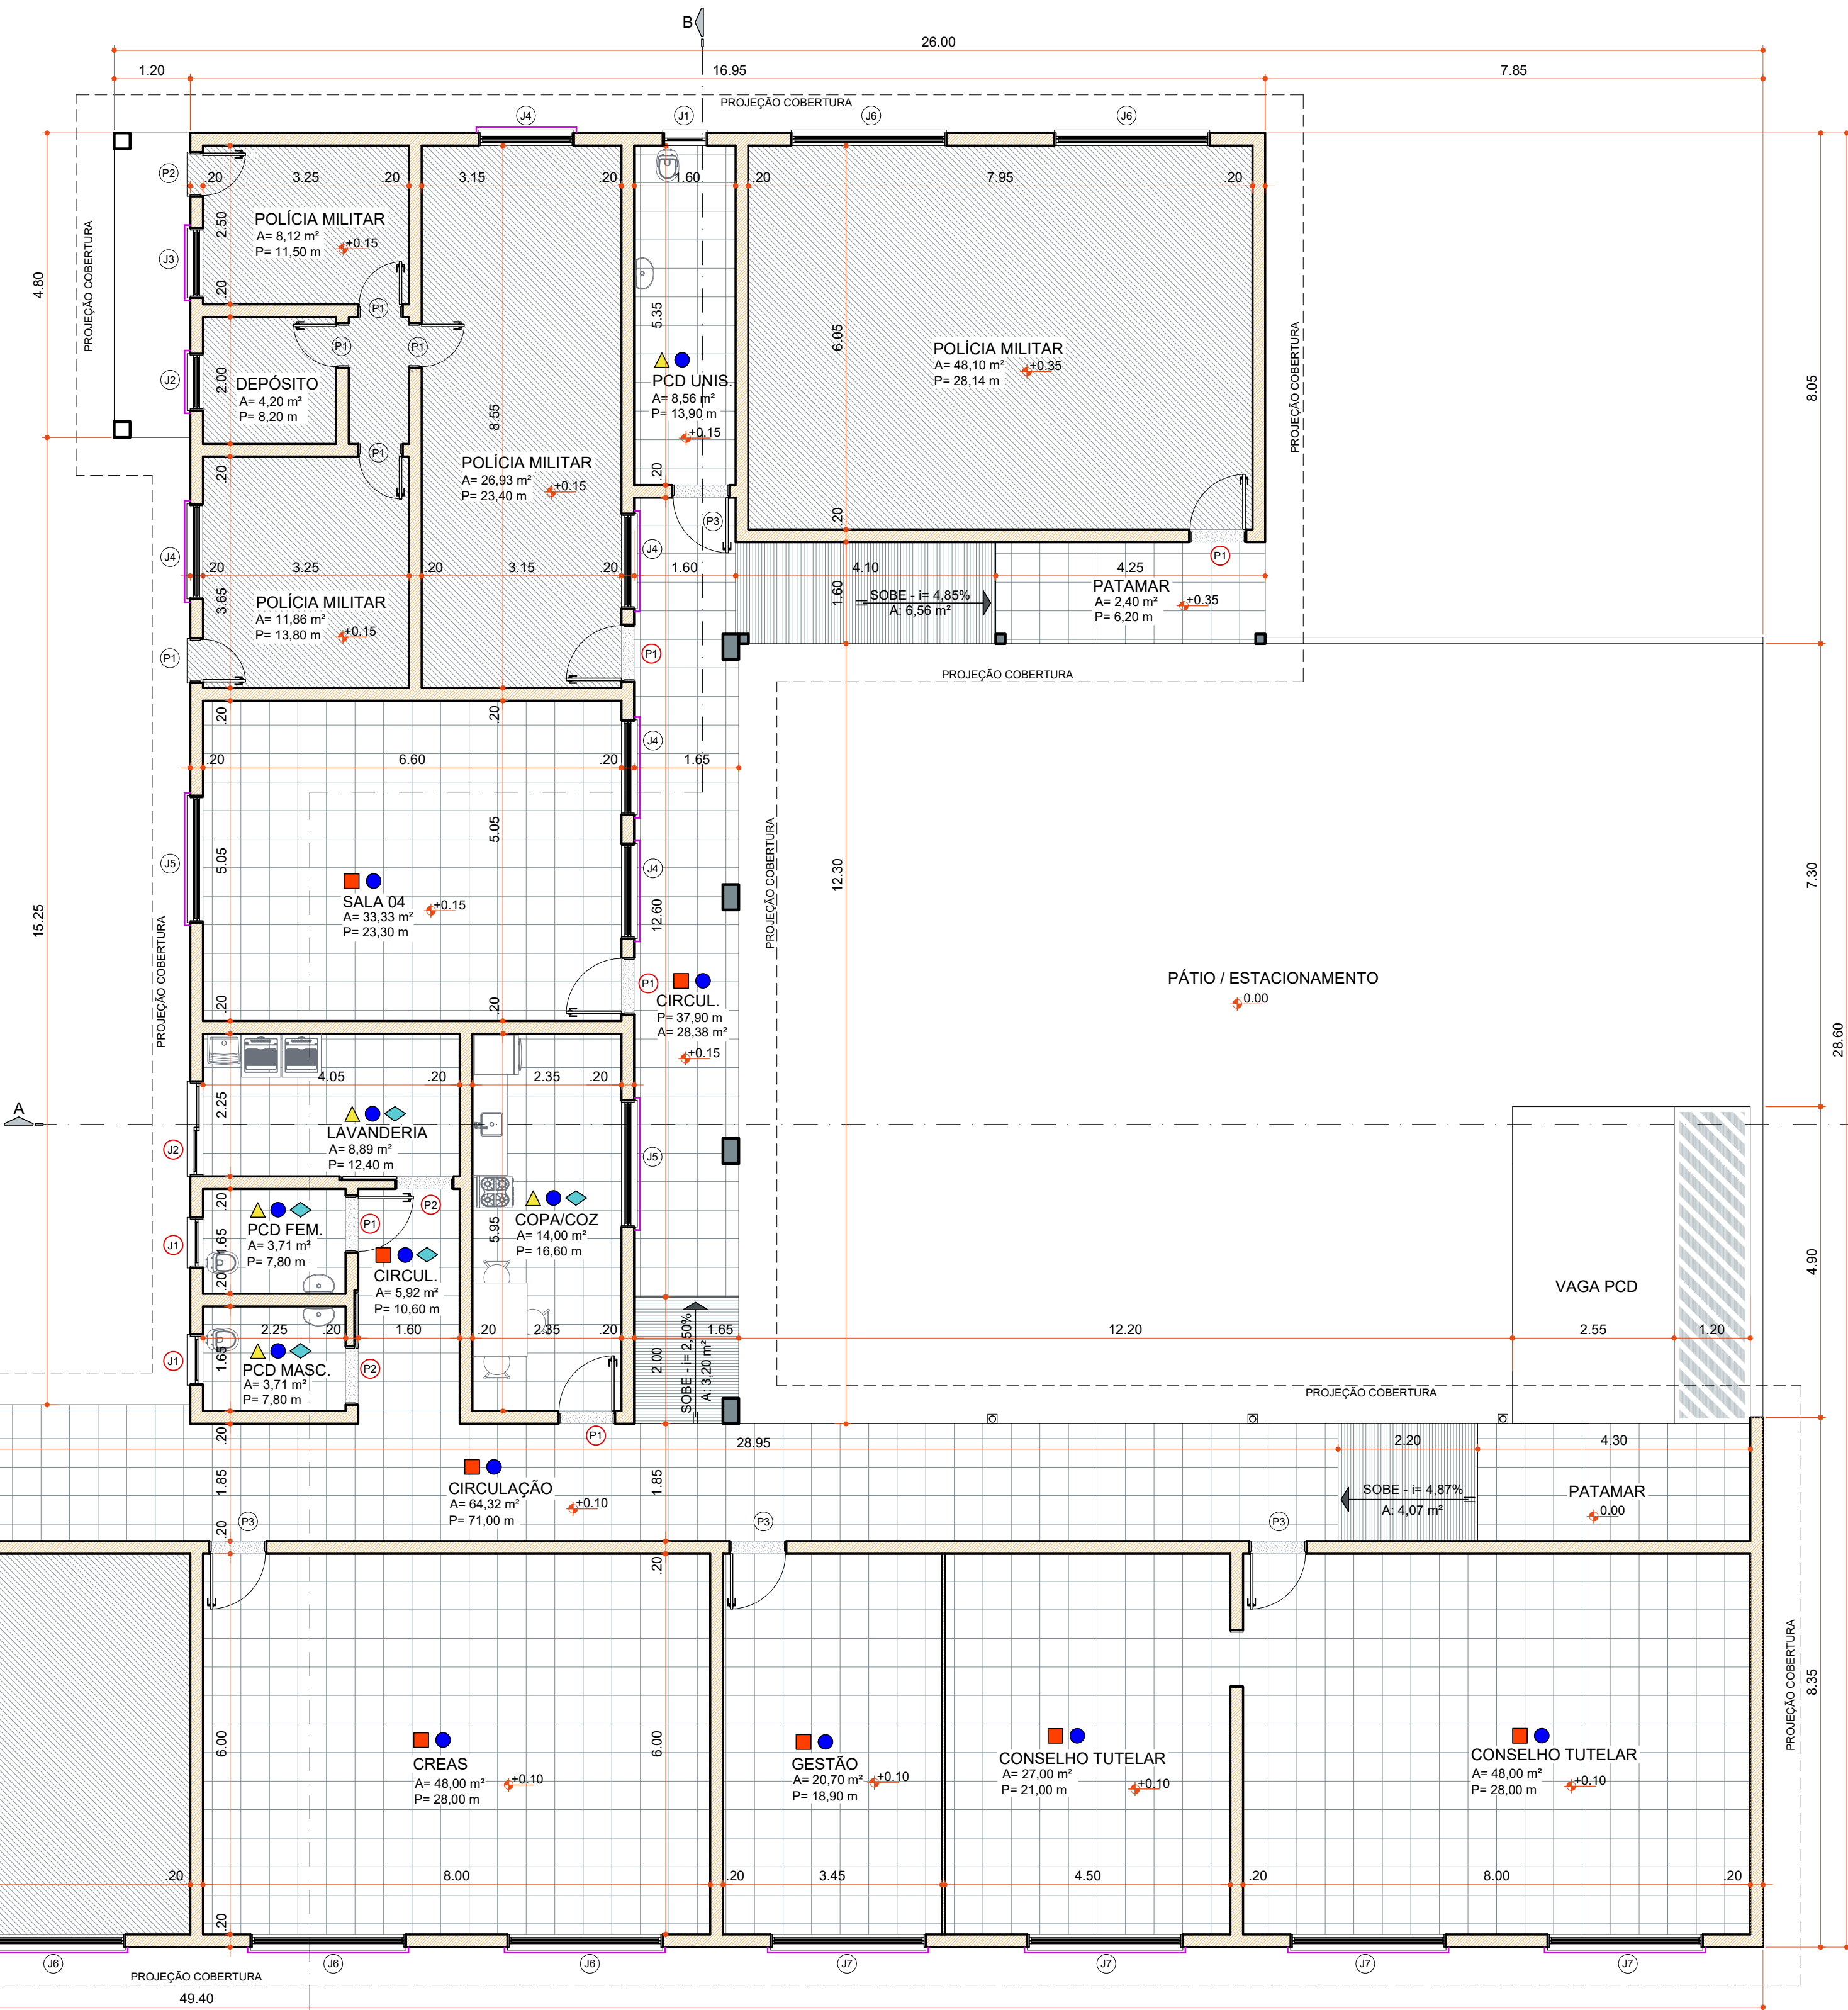 B
26.00
1.20
16.95
7.85
PROJEÇÃO COBERTURA
J4
J1
J6
J6
P2
.20
3.25
.20
3.15
.20
1.60
.20
7.95
.20
2.50
POLÍCIA MILITAR
A= 8,12 m²
P= 11,50 m
+0.15
J3
4.80
PROJEÇÃO COBERTURA
.20
P1
P1
P1
J2
2.00
DEPÓSITO
A= 4,20 m²
P= 8,20 m
5.35
6.05
PCD UNIS.
A= 8,56 m²
P= 13,90 m
+0.15
POLÍCIA MILITAR
A= 48,10 m²
P= 28,14 m
+0.35
PROJEÇÃO COBERTURA
8.05
8.55
P1
.20
POLÍCIA MILITAR
A= 26,93 m²
P= 23,40 m
+0.15
.20
P3
.20
J4
J4
P1
.20
3.25
.20
3.15
.20
1.60
4.10
4.25
3.65
POLÍCIA MILITAR
A= 11,86 m²
P= 13,80 m
+0.15
1.60
SOBE - i= 4,85%
A: 6,56 m²
PATAMAR
A= 2,40 m²
P= 6,20 m
+0.35
P1
P1
PROJEÇÃO COBERTURA
.20
.20
J4
.20
6.60
.20
1.65
15.25
J5
5.05
5.05
J4
PROJEÇÃO COBERTURA
12.30
7.30
SALA 04
A= 33,33 m²
P= 23,30 m
+0.15
12.60
PROJEÇÃO COBERTURA
.20
.20
P1
CIRCUL.
P= 37,90 m
A= 28,38 m²
+0.15
PÁTIO / ESTACIONAMENTO
0.00
28.60
4.05
.20
2.35
.20
2.25
A
LAVANDERIA
A= 8,89 m²
P= 12,40 m
J2
J5
P2
.20
PCD FEM.
A= 3,71 m²
P= 7,80 m
P1
1.65
J1
.20
5.95
COPA/COZ
A= 14,00 m²
P= 16,60 m
CIRCUL.
A= 5,92 m²
P= 10,60 m
4.90
VAGA PCD
2.25
.20
1.60
.20
2.35
.20
1.65
12.20
2.55
1.20
1.65
J1
PCD MASC.
A= 3,71 m²
P= 7,80 m
P2
2.00
SOBE - i= 2,50%
A: 3,20 m²
PROJEÇÃO COBERTURA
.20
P1
28.95
2.20
4.30
1.85
CIRCULAÇÃO
A= 64,32 m²
P= 71,00 m
+0.10
1.85
SOBE - i= 4,87%
A: 4,07 m²
PATAMAR
0.00
.20
P3
P3
P3
.20
PROJEÇÃO COBERTURA
8.35
6.00
6.00
CREAS
A= 48,00 m²
P= 28,00 m
+0.10
GESTÃO
A= 20,70 m²
P= 18,90 m
+0.10
CONSELHO TUTELAR
A= 27,00 m²
P= 21,00 m
+0.10
CONSELHO TUTELAR
A= 48,00 m²
P= 28,00 m
+0.10
.20
8.00
.20
3.45
4.50
.20
8.00
.20
.20
J6
J6
J6
J7
J7
J7
J7
PROJEÇÃO COBERTURA
49.40